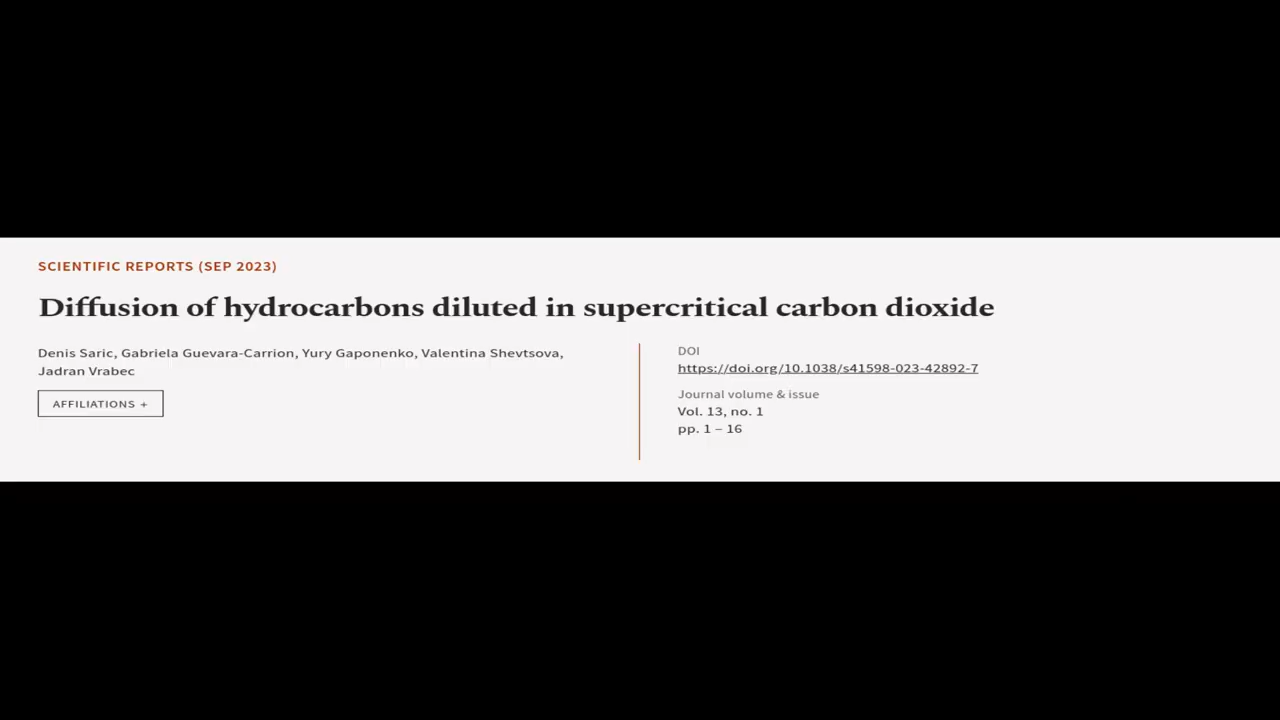 SCIENTIFIC REPORTS (SEP 2023)
Diffusion of hydrocarbons diluted in supercritical carbon dioxide
Denis Saric, Gabriela Guevara-Carrion, Yury Gaponenko, Valentina Shevtsova,
Jadran Vrabec
AFFILIATIONS +
DOI
https://doi.org/10.1038/s41598-023-42892-7
Journal volume & issue
Vol. 13, no. 1
pp. 1 – 16